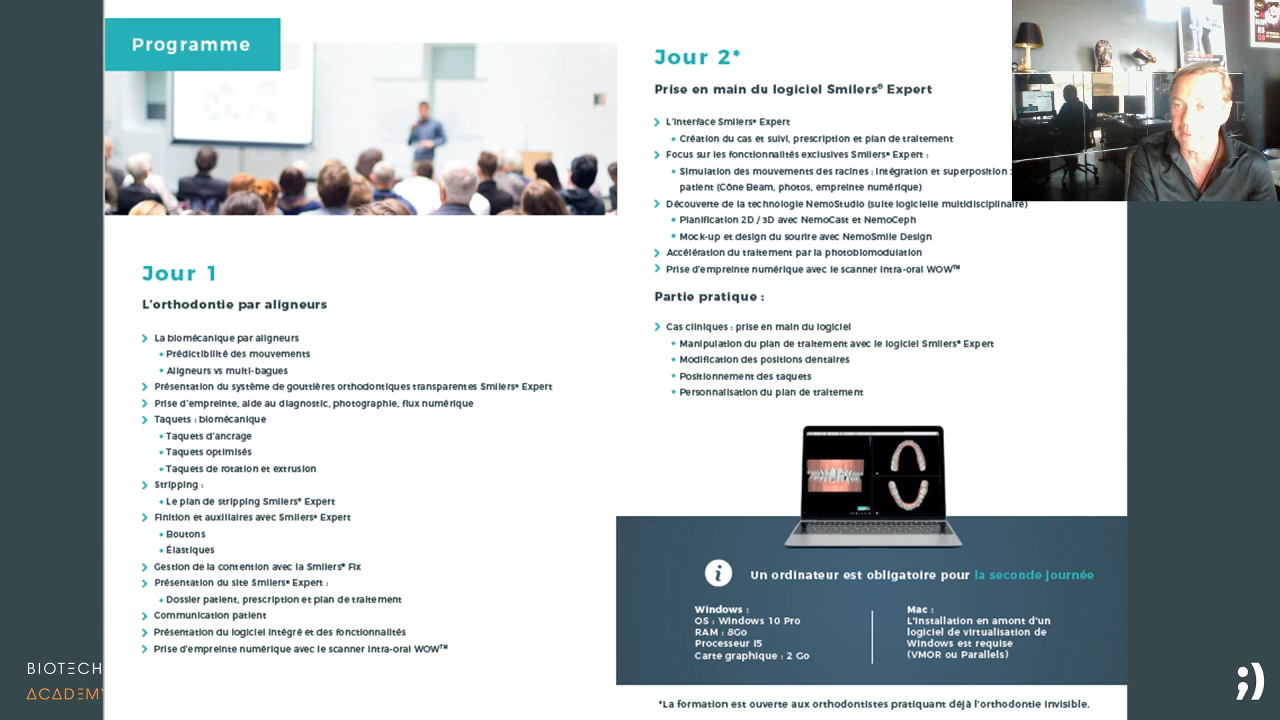 Programme
Jour 1
L'orthodontie par aligneurs
La biomécanique par aligneurs
Prédictibilité des mouvements
Aligneurs vs multi-bagues
Présentation du système de gouttières orthodontiques transparentes Smilers® Expert
Prise d'empreinte, aide au diagnostic, photographie, flux numérique
Taquets : biomécanique
Taquets d'ancrage
Taquets optimisés
Taquets de rotation et extrusion
Stripping :
Le plan de stripping Smilers® Expert
Finition et auxiliaires avec Smilers® Expert
Boutons
Élastiques
Gestion de la contention avec la Smilers® Fix
Présentation du site Smilers® Expert :
Dossier patient, prescription et plan de traitement
Communication patient
Présentation du logiciel intégré et des fonctionnalités
Prise d'empreinte numérique avec le scanner intra-oral WOW™
Jour 2*
Prise en main du logiciel Smilers® Expert
L'interface Smilers® Expert
Création du cas et suivi, prescription et plan de traitement
Focus sur les fonctionnalités exclusives Smilers® Expert :
Simulation des mouvements des racines : intégration et superposition
patient (Cône Beam, photos, empreinte numérique)
Découverte de la technologie NemoStudio (suite logicielle multidisciplinaire)
Planification 2D / 3D avec NemoCast et NemoCeph
Mock-up et design du sourire avec NemoSmile Design
Accélération du traitement par la photobiomodulation
Prise d'empreinte numérique avec le scanner intra-oral WOW™
Partie pratique :
Cas cliniques : prise en main du logiciel
Manipulation du plan de traitement avec le logiciel Smilers® Expert
Modification des positions dentaires
Positionnement des taquets
Personnalisation du plan de traitement
Un ordinateur est obligatoire pour la seconde journée
Windows :
OS : Windows 10 Pro
RAM : 8Go
Processeur i5
Carte graphique : 2 Go
Mac :
L'installation en amont d'un
logiciel de virtualisation de
Windows est requise
(VMOR ou Parallels)
*La formation est ouverte aux orthodontistes pratiquant déjà l'orthodontie invisible.
BIOTECH
ACADEMY